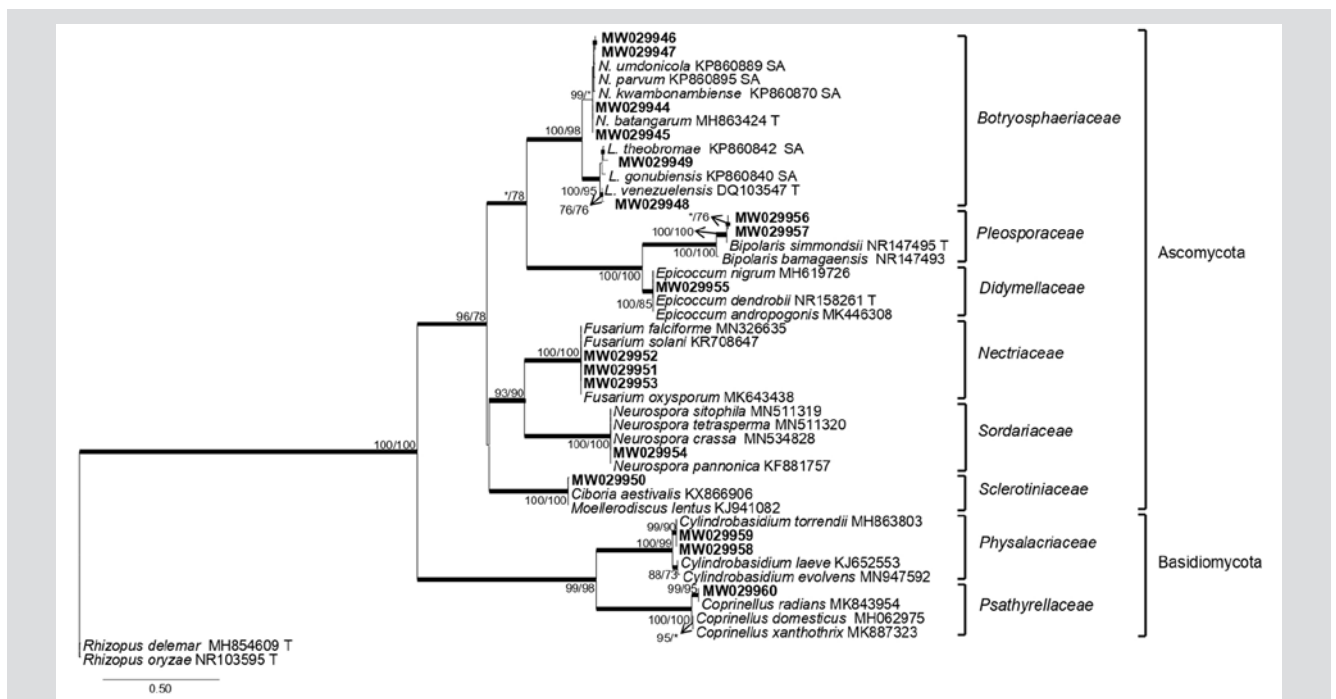 MW029946
MW029947
N. umdonicola KP860889 SA
N. parvum KP860895 SA
N. kwambonambiense KP860870 SA
99/*
MW029944
N. batangarum MH863424 T
100/98
MW029945
L. theobromae KP860842 SA
MW029949
L. gonubiensis KP860840 SA
100/95
L. venezuelensis DQ103547 T
76/76
MW029948
Botryosphaeriaceae
*/78
*/76
MW029956
100/100
MW029957
Bipolaris simmondsii NR147495 T
100/100
Bipolaris bamagaensis NR147493
Pleosporaceae
100/100
Epicoccum nigrum MH619726
MW029955
100/85
Epicoccum dendrobii NR158261 T
Epicoccum andropogonis MK446308
Didymellaceae
Ascomycota
96/78
Fusarium falciforme MN326635
Fusarium solani KR708647
100/100
MW029952
MW029951
MW029953
Fusarium oxysporum MK643438
Nectriaceae
93/90
Neurospora sitophila MN511319
Neurospora tetrasperma MN511320
100/100
Neurospora crassa MN534828
MW029954
Neurospora pannonica KF881757
Sordariaceae
100/100
MW029950
100/100
Ciboria aestivalis KX866906
Moellerodiscus lentus KJ941082
Sclerotiniaceae
99/90
Cylindrobasidium torrendii MH863803
MW029959
100/99
MW029958
Cylindrobasidium laeve KJ652553
88/73
Cylindrobasidium evolvens MN947592
Physalacriaceae
Basidiomycota
99/98
99/95
MW029960
Coprinellus radians MK843954
100/100
Coprinellus domesticus MH062975
95/*
Coprinellus xanthothrix MK887323
Psathyrellaceae
Rhizopus delemar MH854609 T
Rhizopus oryzae NR103595 T
0.50